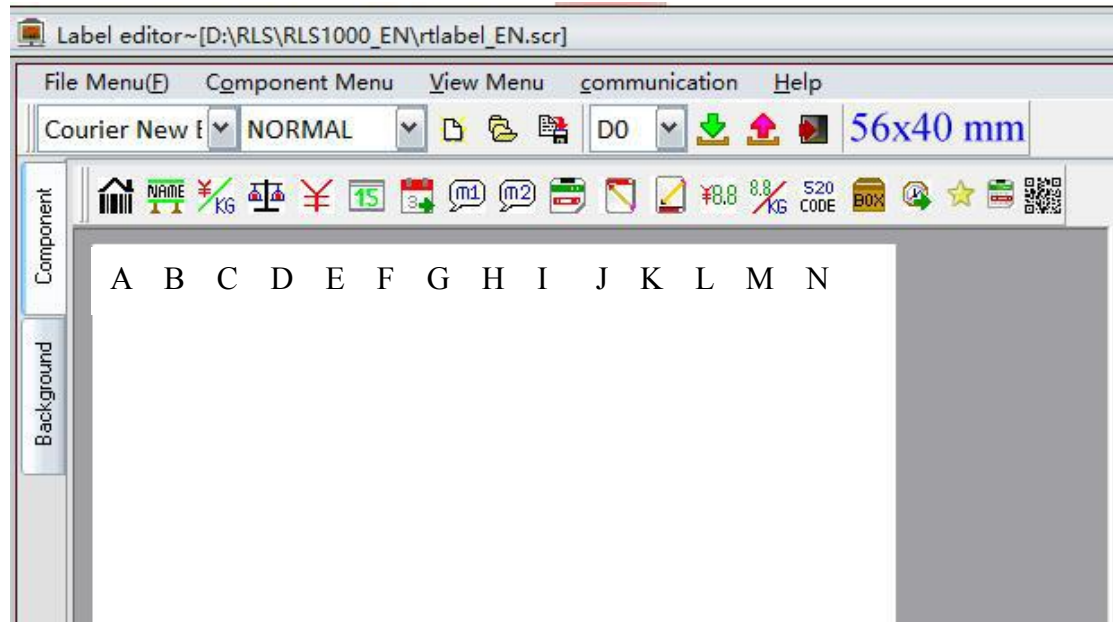 Label editor~[D:\RLS\RLS1000_EN\rtlabel_EN.scr]
File Menu(F) Component Menu View Menu communication Help
Courier New NORMAL D0 56x40 mm
NAME ¥/KG ¥ 15 3 m1 m2 ¥8.8 8.8/KG 520 CODE BOX
Component
A B C D E F G H I J K L M N
Background